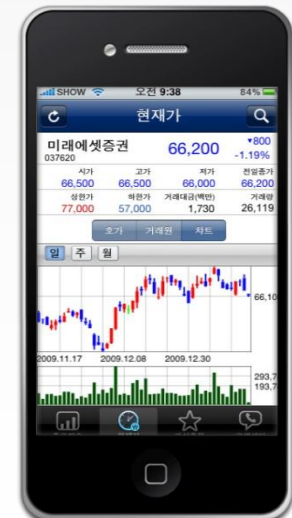 SHOW 오전 9:38 84%
현재가
미래에셋증권 66,200 ▼800
037620 -1.19%
시가 고가 저가 전일종가
66,500 66,500 66,000 66,200
상한가 하한가 거래대금(백만) 거래량
77,000 57,000 1,730 26,119
호가 거래원 차트
일 주 월
66,10
2009.11.17 2009.12.08 2009.12.30
293,7
193,7